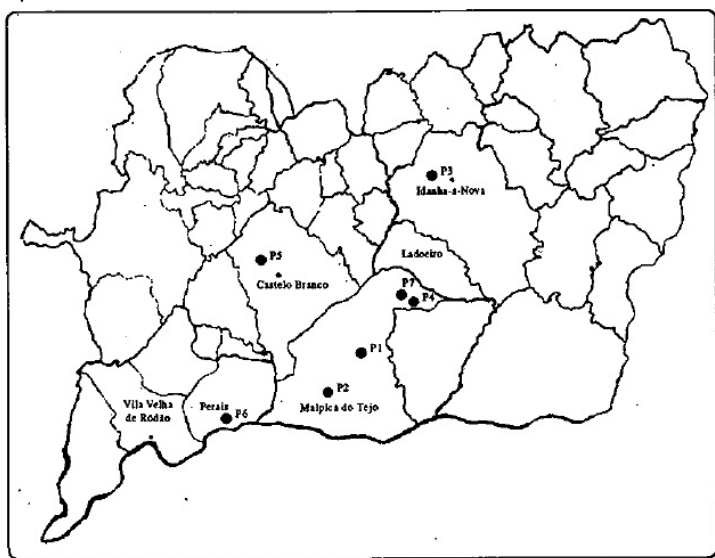 P3
Idanha-a-Nova
Ladoeiro
P5
Castelo Branco
P7
P4
P1
P2
Malpica do Tejo
Vila Velha
de Ródão
Perais
P6